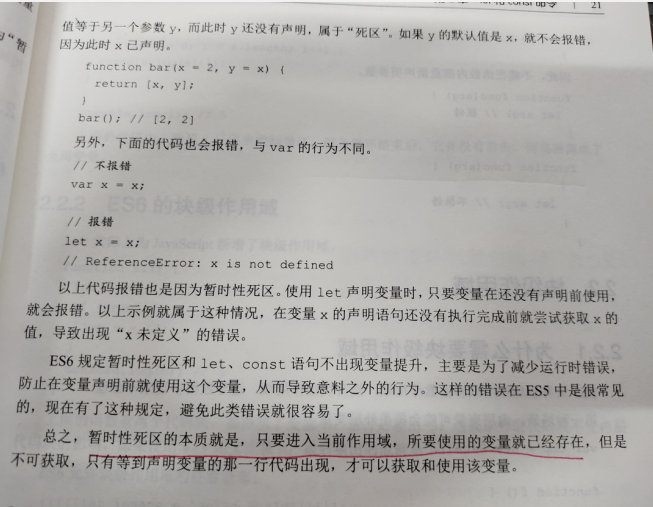 21
值等于另一个参数 y，而此时 y 还没有声明，属于“死区”。如果 y 的默认值是 x，就不会报错，
因为此时 x 已声明。
function bar(x = 2, y = x) {
return [x, y];
}
bar(); // [2, 2]
另外，下面的代码也会报错，与 var 的行为不同。
// 不报错
var x = x;
// 报错
let x = x;
// ReferenceError: x is not defined
以上代码报错也是因为暂时性死区。使用 let 声明变量时，只要变量在还没有声明前使用，
就会报错。以上示例就属于这种情况，在变量 x 的声明语句还没有执行完成前就尝试获取 x 的
值，导致出现“x 未定义”的错误。
ES6 规定暂时性死区和 let、const 语句不出现变量提升，主要是为了减少运行时错误，
防止在变量声明前就使用这个变量，从而导致意料之外的行为。这样的错误在 ES5 中是很常见
的，现在有了这种规定，避免此类错误就很容易了。
总之，暂时性死区的本质就是，只要进入当前作用域，所要使用的变量就已经存在，但是
不可获取，只有等到声明变量的那一行代码出现，才可以获取和使用该变量。